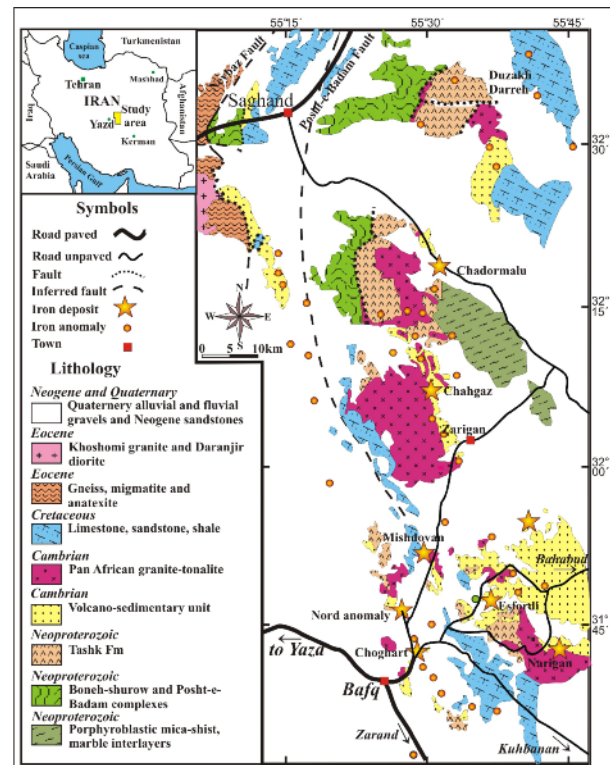 55°15
55°30
55°45
Caspian
sea
Turkmenistan
Tehran
Mashhad
IRAN
Study
area
Yazd
Kerman
Iraq
Afghanistan
Saudi
Arabia
Persian Gulf
Saghand
Posht-e-Badam Fault
Duzakh
Darreh
32°
30'
Chadormalu
32°
15'
Chahgaz
Zarigan
32°
00'
Mishdovan
Bahabad
Nord anomaly
Esfordi
31°
45'
Choghart
Narigan
to Yazd
Bafq
Zarand
Kuhbanan
N
W
E
S
0
5
10km
Symbols
Road paved
Road unpaved
Fault
Inferred fault
Iron deposit
Iron anomaly
Town
Lithology
Neogene and Quaternary
Quaternery alluvial and fluvial
gravels and Neogene sandstones
Eocene
Khoshomi granite and Daranjir
diorite
Eocene
Gneiss, migmatite and
anatexite
Cretaceous
Limestone, sandstone, shale
Cambrian
Pan African granite-tonalite
Cambrian
Volcano-sedimentary unit
Neoproterozoic
Tashk Fm
Neoproterozoic
Boneh-shurow and Posht-e-
Badam complexes
Neoproterozoic
Porphyroblastic mica-shist,
marble interlayers